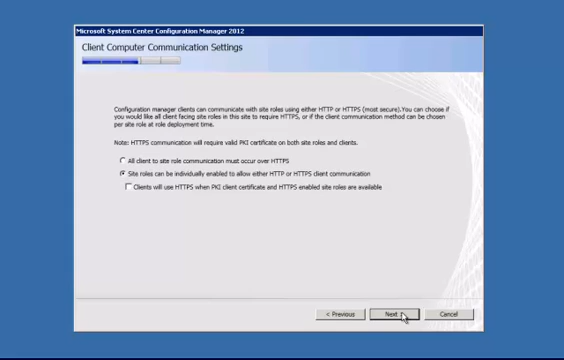 Microsoft System Center Configuration Manager 2012
Client Computer Communication Settings
Configuration manager clients can communicate with site roles using either HTTP or HTTPS (most secure).You can choose if
you would like all client facing site roles in this site to require HTTPS, or if the client communication method can be chosen
per site role at role deployment time.
Note: HTTPS communication will require valid PKI certificate on both site roles and clients.
All client to site role communication must occur over HTTPS
Site roles can be individually enabled to allow either HTTP or HTTPS client communication
Clients will use HTTPS when PKI client certificate and HTTPS enabled site roles are available
< Previous
Next
Cancel